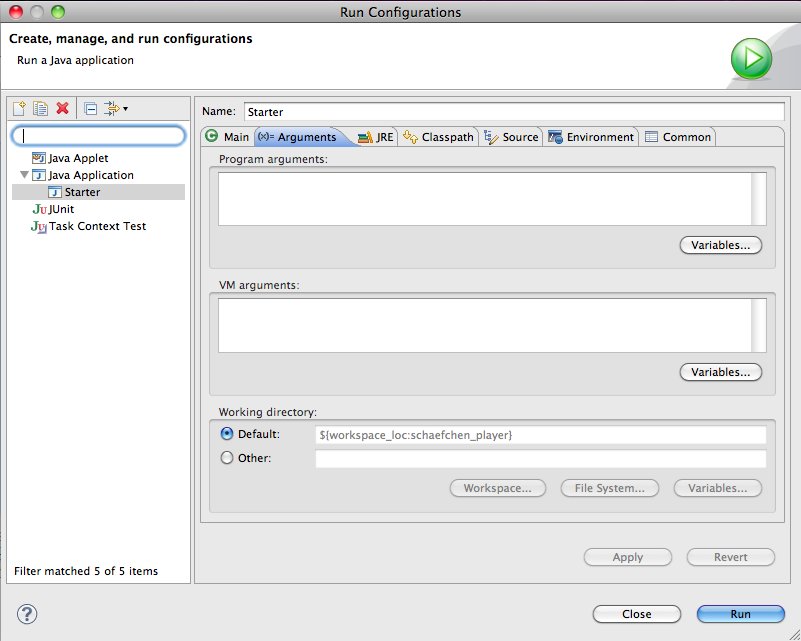 Run Configurations
Create, manage, and run configurations
Run a Java application
Name: Starter
Main (x)= Arguments JRE Classpath Source Environment Common
Java Applet
Java Application
Starter
JUnit
Task Context Test
Filter matched 5 of 5 items
Program arguments:
Variables...
VM arguments:
Variables...
Working directory:
Default: ${workspace_loc:schaefchen_player}
Other:
Workspace... File System... Variables...
Apply Revert
? Close Run